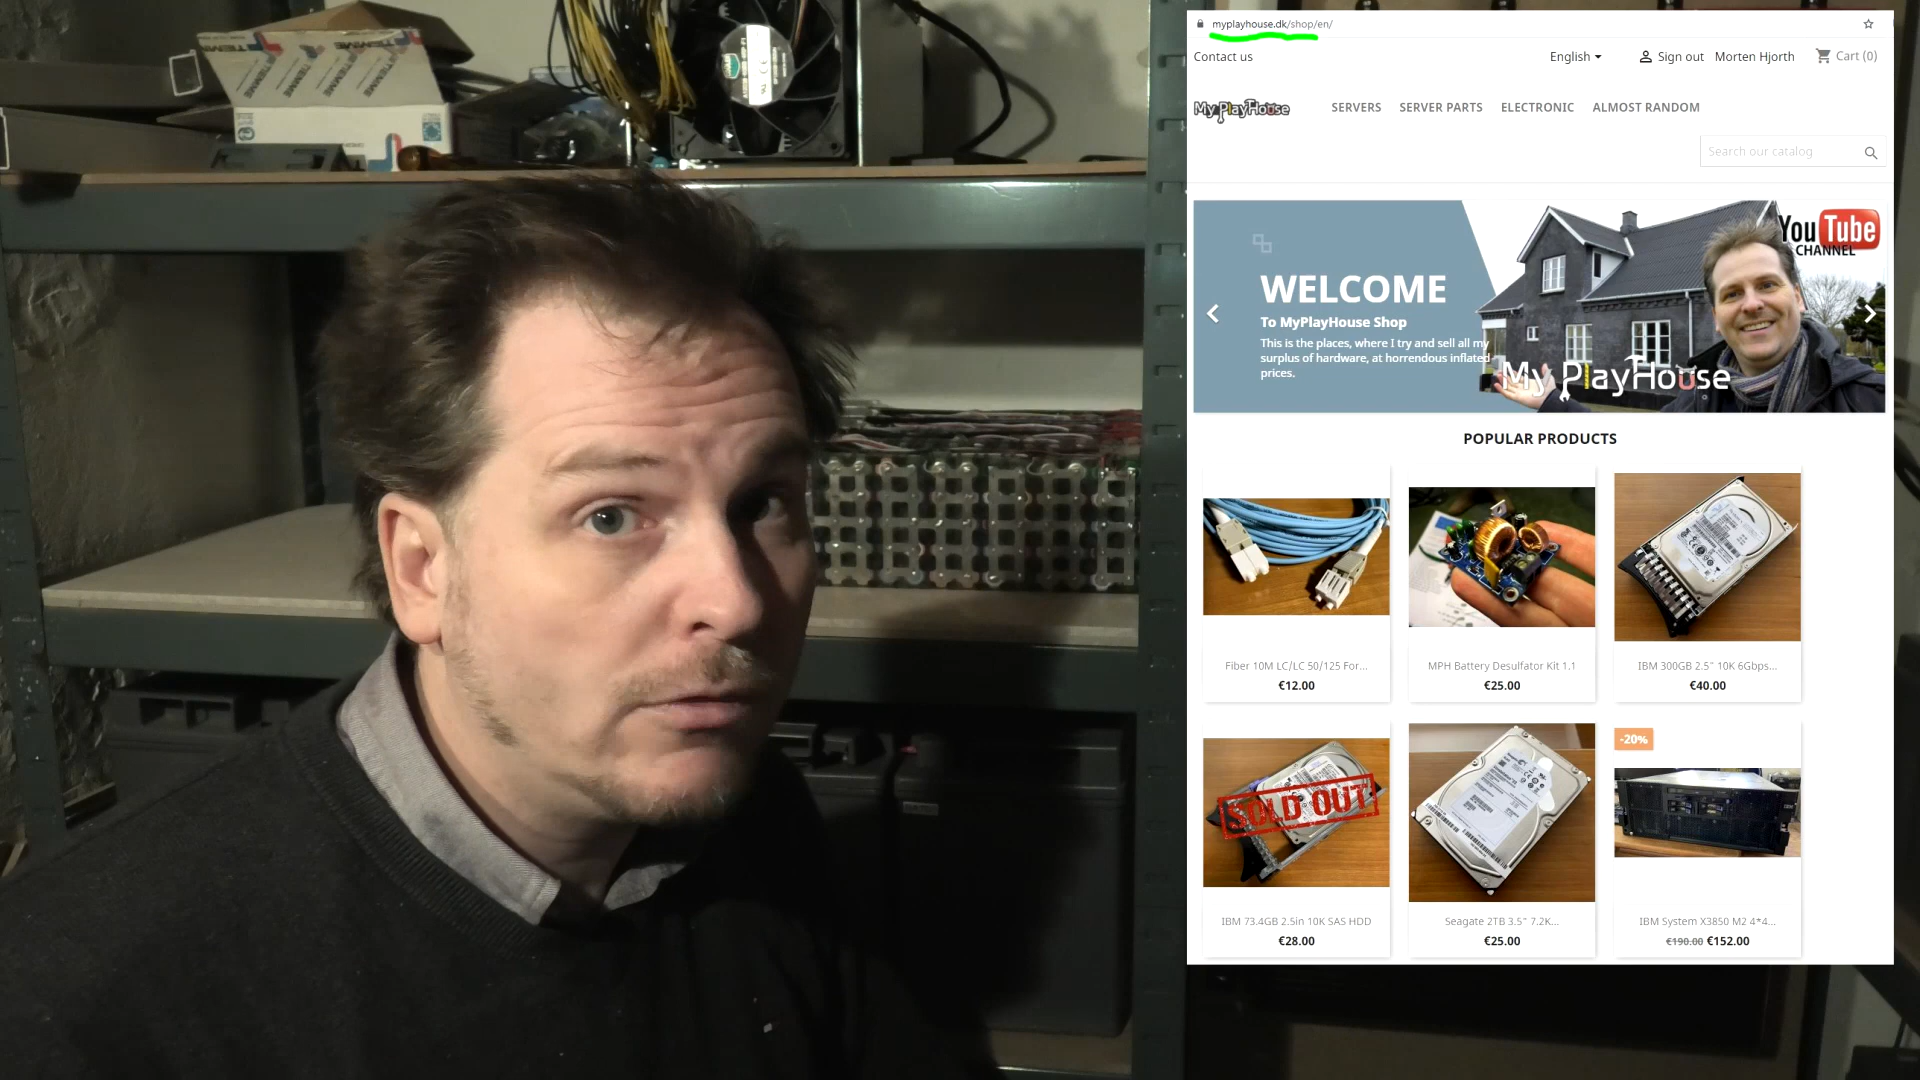 myplayhouse.dk/shop/en/
Contact us
English
Sign out
Morten Hjorth
Cart (0)
My PlayHouse
SERVERS
SERVER PARTS
ELECTRONIC
ALMOST RANDOM
Search our catalog
WELCOME
To MyPlayHouse Shop
This is the places, where I try and sell all my
surplus of hardware, at horrendous inflated
prices.
YouTube
CHANNEL
My PlayHouse
POPULAR PRODUCTS
Fiber 10M LC/LC 50/125 For...
€12.00
MPH Battery Desulfator Kit 1.1
€25.00
IBM 300GB 2.5" 10K 6Gbps...
€40.00
SOLD OUT
IBM 73.4GB 2.5in 10K SAS HDD
€28.00
Seagate 2TB 3.5" 7.2K...
€25.00
-20%
IBM System X3850 M2 4*4...
€190.00 €152.00